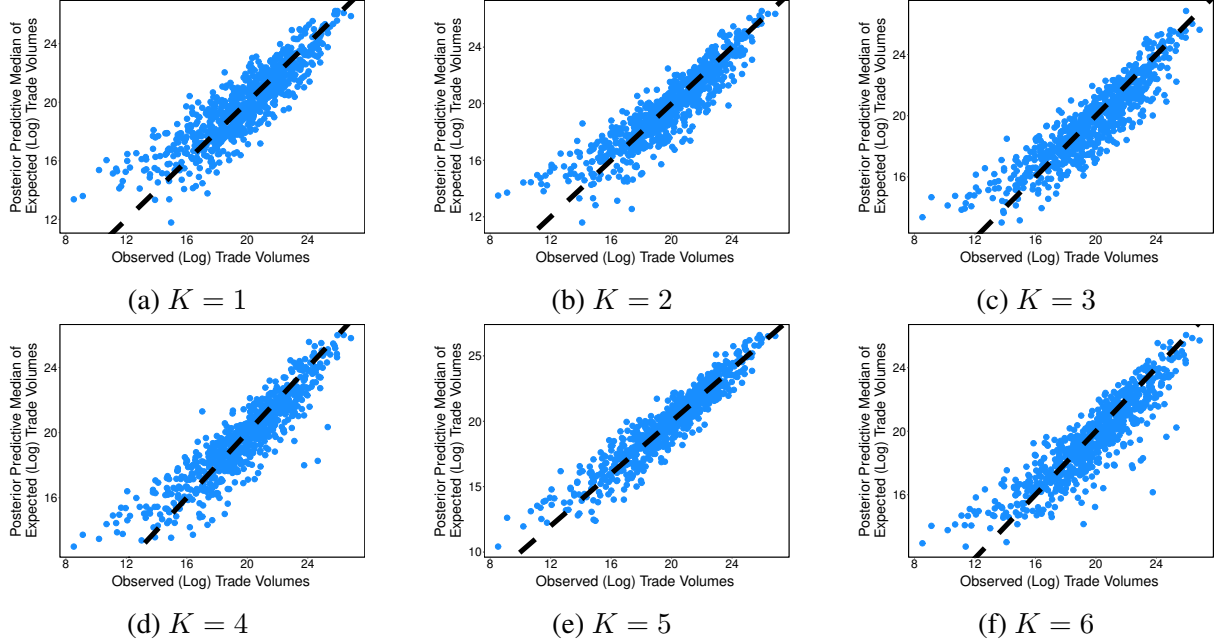 Posterior Predictive Median of
Expected (Log) Trade Volumes
24
20
16
12
8 12 16 20 24
Observed (Log) Trade Volumes
(a) K = 1
Posterior Predictive Median of
Expected (Log) Trade Volumes
26
24
22
20
18
16
14
12
8 12 16 20 24
Observed (Log) Trade Volumes
(b) K = 2
Posterior Predictive Median of
Expected (Log) Trade Volumes
24
20
16
8 12 16 20 24
Observed (Log) Trade Volumes
(c) K = 3
Posterior Predictive Median of
Expected (Log) Trade Volumes
24
20
16
8 12 16 20 24
Observed (Log) Trade Volumes
(d) K = 4
Posterior Predictive Median of
Expected (Log) Trade Volumes
25
20
15
10
8 12 16 20 24
Observed (Log) Trade Volumes
(e) K = 5
Posterior Predictive Median of
Expected (Log) Trade Volumes
24
20
16
8 12 16 20 24
Observed (Log) Trade Volumes
(f) K = 6